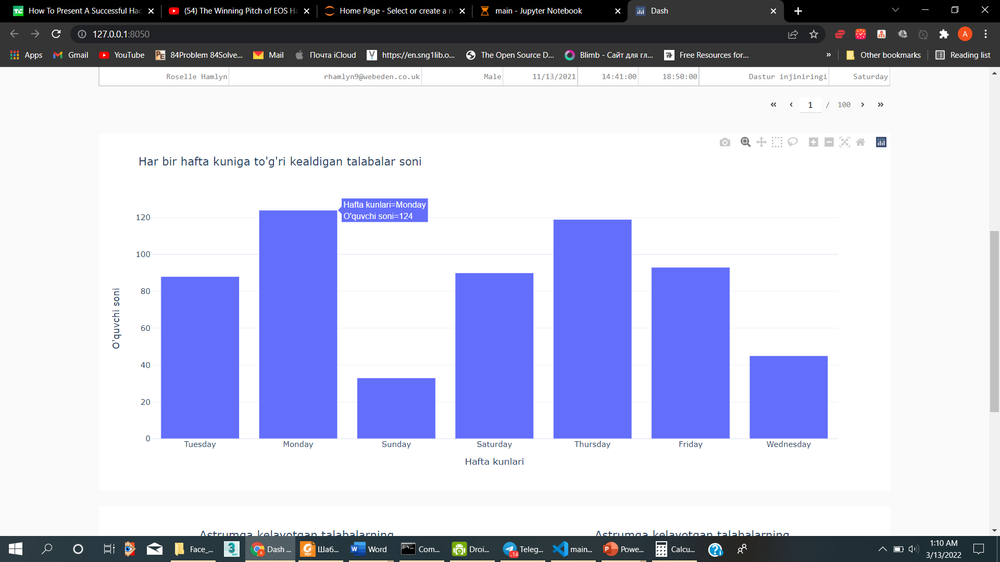 How To Present A Successful Hac
(54) The Winning Pitch of EOS Ha
Home Page - Select or create a n
main - Jupyter Notebook
Dash
127.0.0.1:8050
A
Apps
Gmail
YouTube
84Problem 84Solve...
Mail
Почта iCloud
https://en.sng1lib.o...
The Open Source D...
Blimb - Сайт для гл...
Free Resources for...
»
Other bookmarks
Reading list
Roselle Hamlyn rhamlyn9@webeden.co.uk Male 11/13/2021 14:41:00 18:50:00 Dastur injiniringi Saturday
« ‹ 1 / 100 › »
Har bir hafta kuniga to'g'ri kealdigan talabalar soni
Hafta kunlari=Monday
O'quvchi soni=124
120
100
80
60
40
20
0
O'quvchi soni
Tuesday Monday Sunday Saturday Thursday Friday Wednesday
Hafta kunlari
Astrumga kelayotgan talabalarning
Astrumga kelayotgan talabalarning
Face_...
Dash ...
Шаб...
Word
Com...
Droi...
Teleg...
..14
main...
Powe...
Calcu...
1:10 AM
3/13/2022